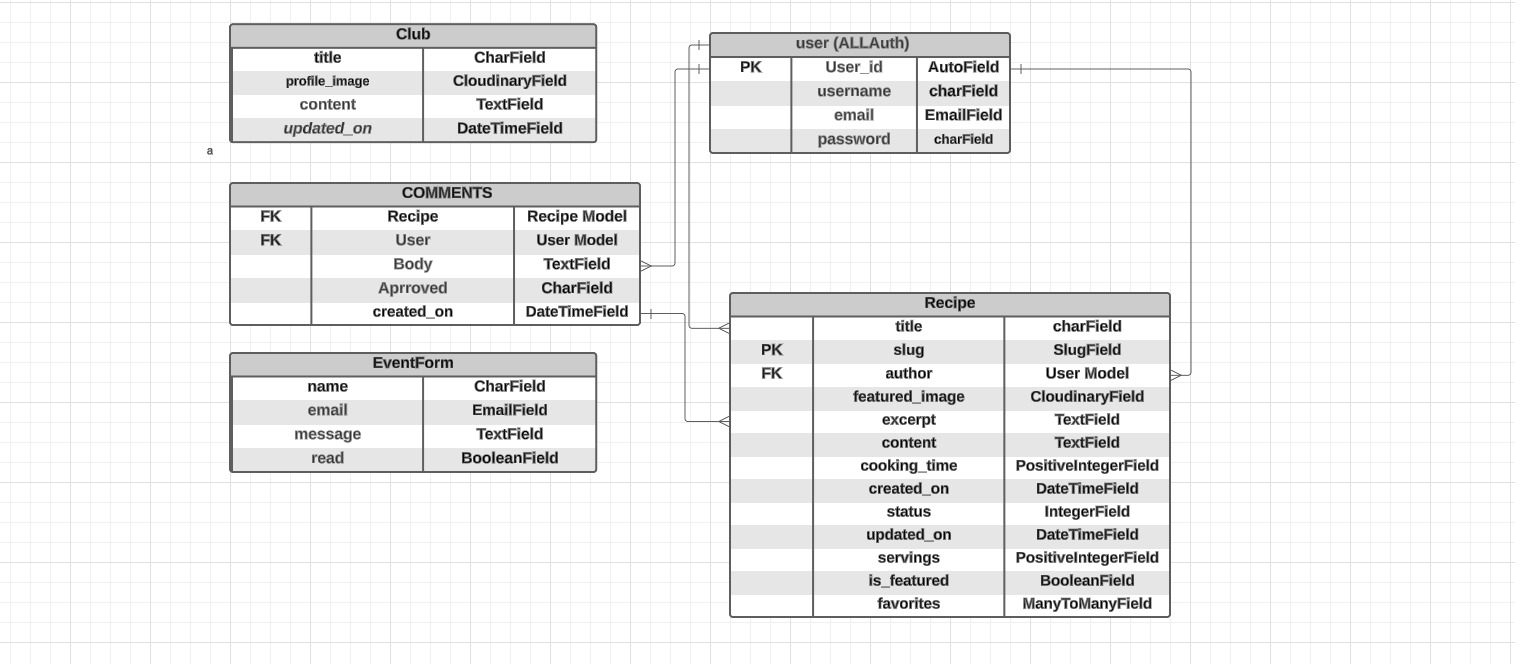 Club
title CharField
profile_image CloudinaryField
content TextField
updated_on DateTimeField
a
user (ALLAuth)
PK User_id AutoField
username charField
email EmailField
password charField
COMMENTS
FK Recipe Recipe Model
FK User User Model
Body TextField
Aprroved CharField
created_on DateTimeField
EventForm
name CharField
email EmailField
message TextField
read BooleanField
Recipe
title charField
PK slug SlugField
FK author User Model
featured_image CloudinaryField
excerpt TextField
content TextField
cooking_time PositiveIntegerField
created_on DateTimeField
status IntegerField
updated_on DateTimeField
servings PositiveIntegerField
is_featured BooleanField
favorites ManyToManyField